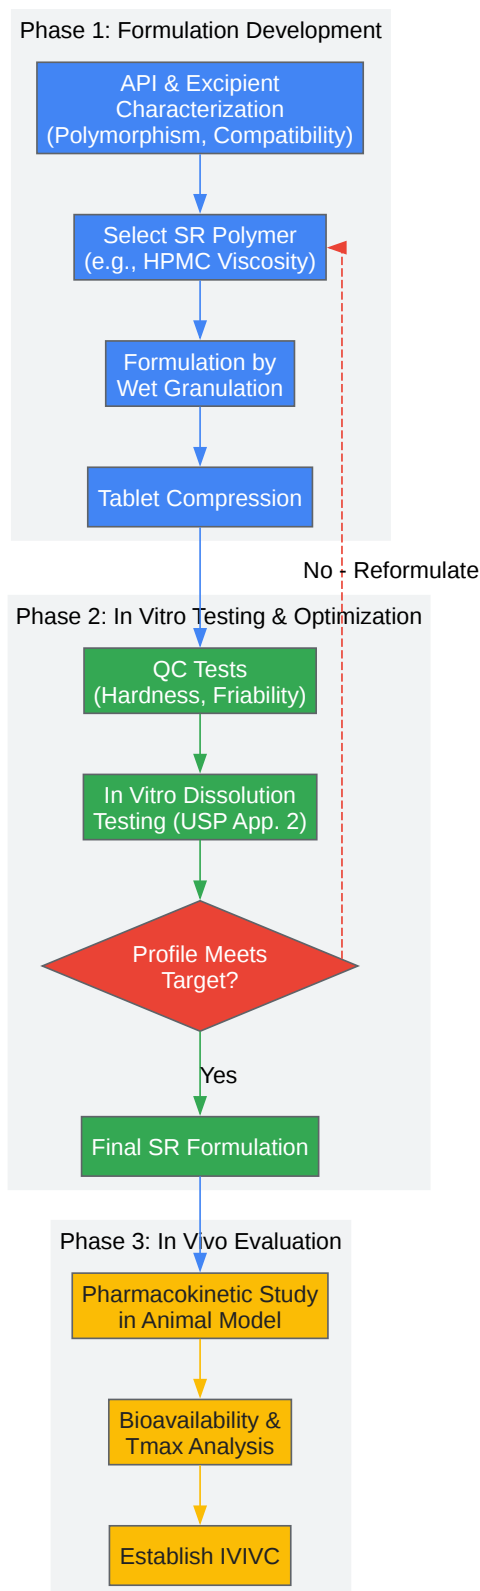 Phase 1: Formulation Development
API & Excipient
Characterization
(Polymorphism, Compatibility)
Select SR Polymer
(e.g., HPMC Viscosity)
Formulation by
Wet Granulation
Tablet Compression
No - Reformulate
Phase 2: In Vitro Testing & Optimization
QC Tests
(Hardness, Friability)
In Vitro Dissolution
Testing (USP App. 2)
Profile Meets
Target?
Yes
Final SR Formulation
Phase 3: In Vivo Evaluation
Pharmacokinetic Study
in Animal Model
Bioavailability &
Tmax Analysis
Establish IVIVC